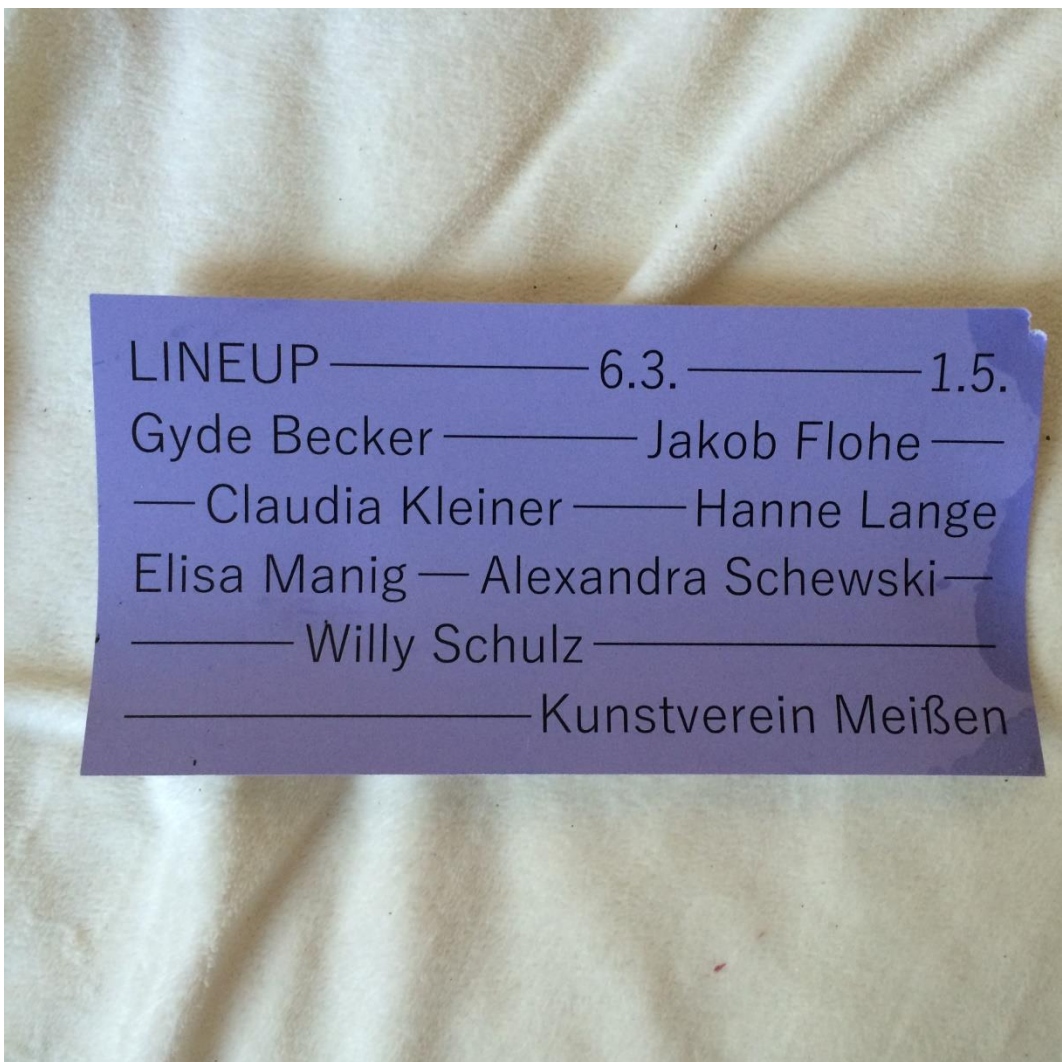 LINEUP — 6.3. — 1.5.
Gyde Becker — Jakob Flohe —
— Claudia Kleiner — Hanne Lange
Elisa Manig — Alexandra Schewski —
— Willy Schulz —
— Kunstverein Meißen